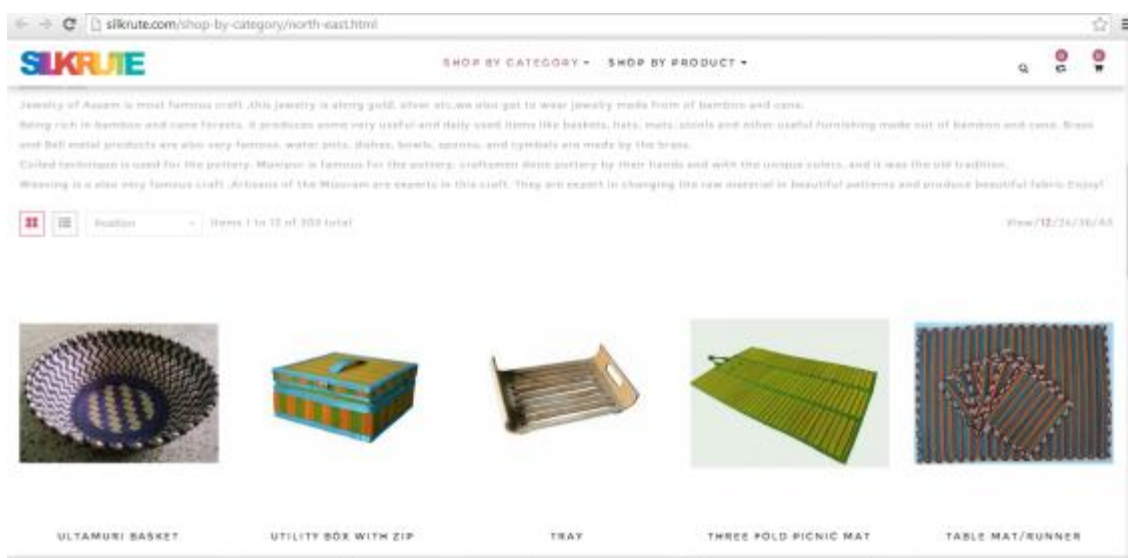 silkrute.com/shop-by-category/north-east.html
SILKRUTE
SHOP BY CATEGORY SHOP BY PRODUCT
0 0
Jewelry of Assam is most famous craft ,this jewelry is along gold, silver etc.we also get to wear jewelry made from of bamboo and cane.
Being rich in bamboo and cane forests, it produces some very useful and daily used items like baskets, hats, mats, stools and other useful furnishing made out of bamboo and cane. Brass
and Bell metal products are also very famous, water pots, dishes, bowls, spoons, and cymbals are made by the brass.
Coiled technique is used for the pottery. Manipur is famous for the pottery, craftsmen done pottery by their hands and with the unique colors, and it was the old tradition.
Weaving is a also very famous craft .Artisans of the Mizoram are experts in this craft. They are expert in changing the raw material in beautiful patterns and produce beautiful fabric. Enjoy!
Position Items 1 to 12 of 203 total View/12/24/36/All
ULTAMURI BASKET UTILITY BOX WITH ZIP TRAY THREE FOLD PICNIC MAT TABLE MAT/RUNNER